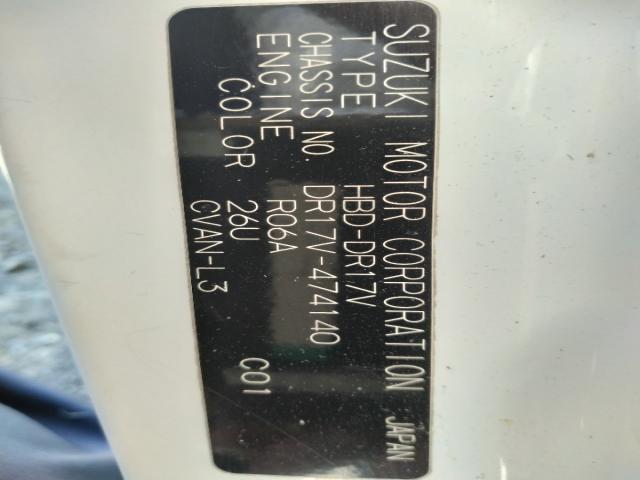 SUZUKI MOTOR CORPORATION JAPAN
TYPE HBD-DR17V
CHASSIS NO. DR17V-474140
ENGINE R06A
COLOR 26U C01
CVAN-L3